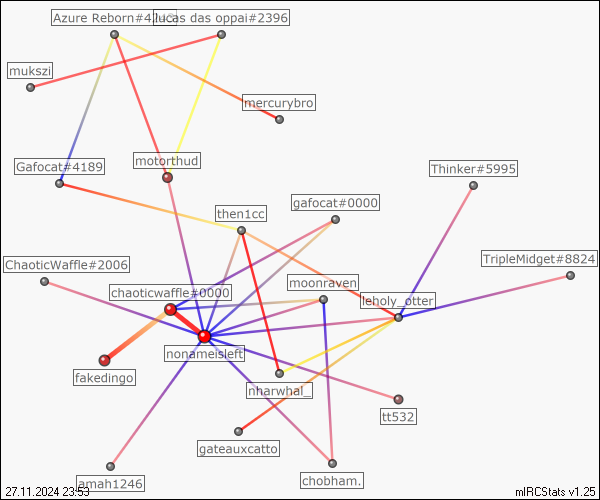 Azure Reborn#42
lucas das oppai#2396
mukszi
mercurybro
Gafocat#4189
motorthud
Thinker#5995
gafocat#0000
then1cc
ChaoticWaffle#2006
TripleMidget#8824
moonraven
chaoticwaffle#0000
leholy_otter
nonameisleft
fakedingo
nharwhal_
tt532
gateauxcatto
amah1246
chobham.
27.11.2024 23:53
mIRCStats v1.25